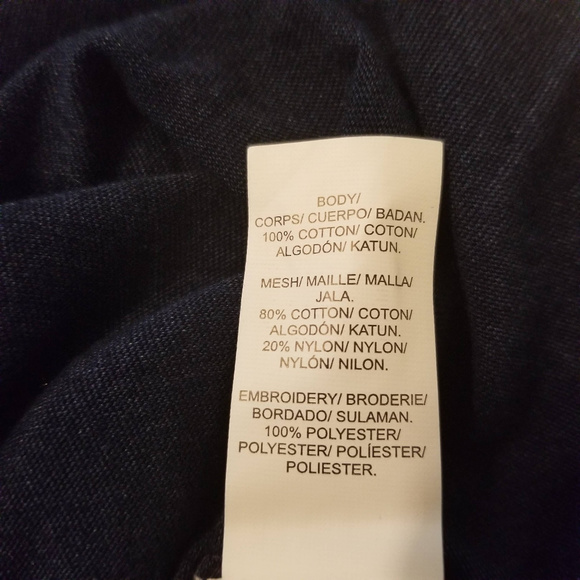 BODY/
CORPS/ CUERPO/ BADAN.
100% COTTON/ COTON/
ALGODÓN/ KATUN.
MESH/ MAILLE/ MALLA/
JALA.
80% COTTON/ COTON/
ALGODÓN/ KATUN.
20% NYLON/ NYLON/
NYLÓN/ NILON.
EMBROIDERY/ BRODERIE/
BORDADO/ SULAMAN.
100% POLYESTER/
POLYESTER/ POLÍESTER/
POLIESTER.